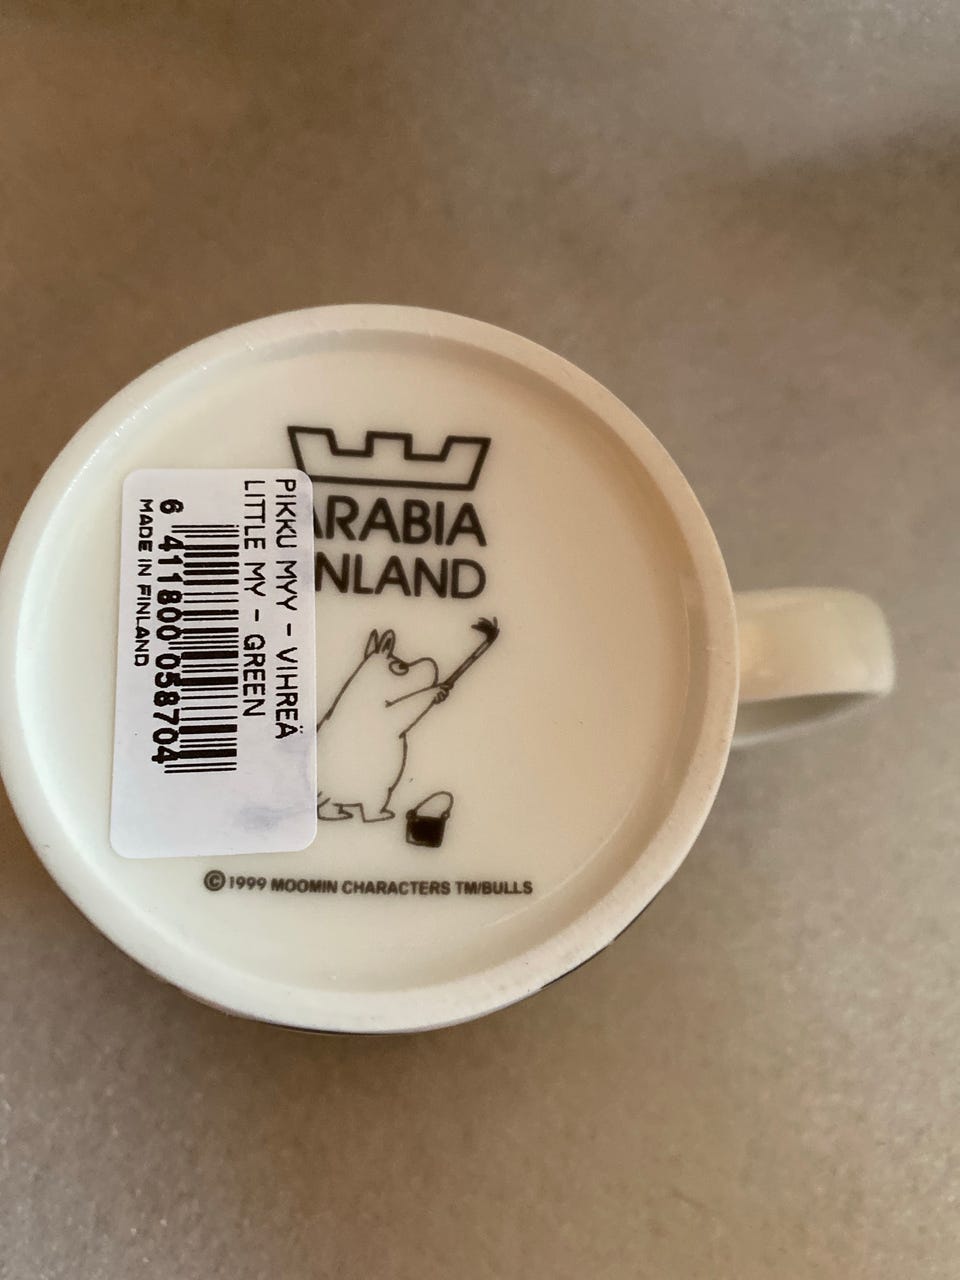 ARABIA
NLAND
PIKKU MYY - VIHREÄ
LITTLE MY - GREEN
6 411800 058704
MADE IN FINLAND
©1999 MOOMIN CHARACTERS TM/BULLS